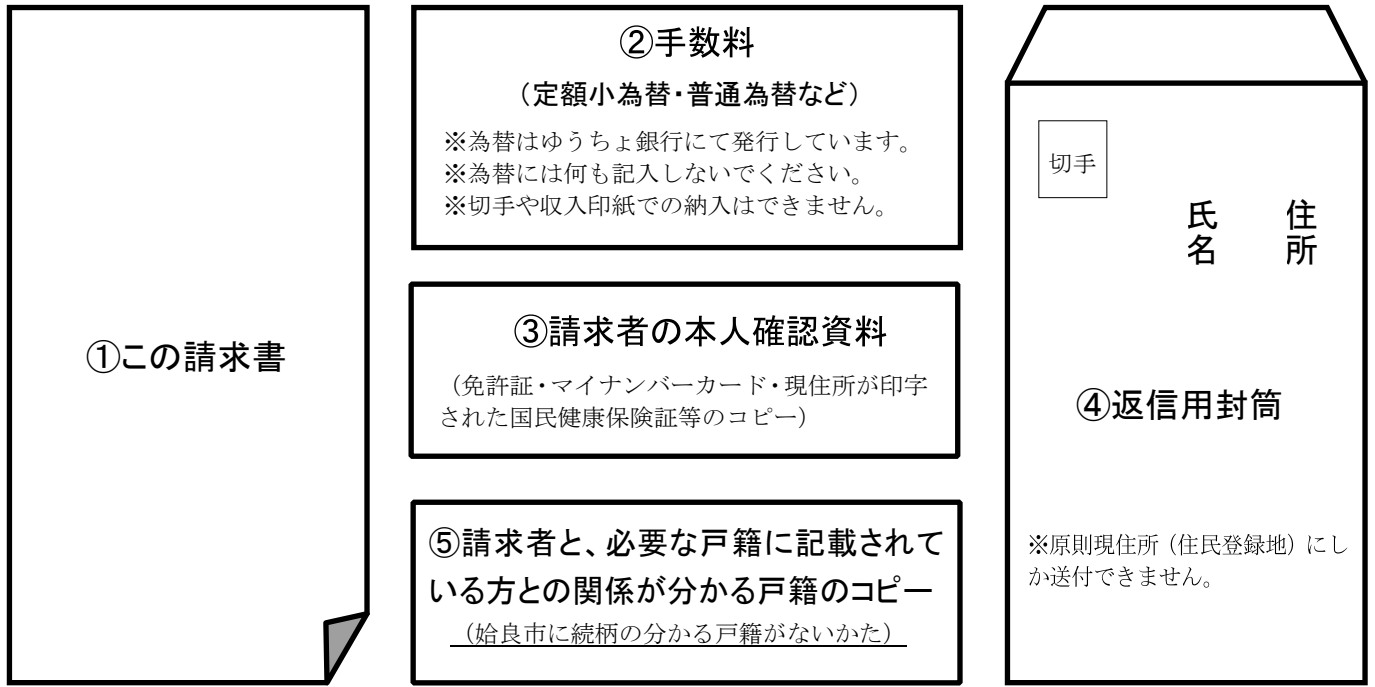 ①この請求書
②手数料
（定額小為替・普通為替など）
※為替はゆうちょ銀行にて発行しています。
※為替には何も記入しないでください。
※切手や収入印紙での納入はできません。
③請求者の本人確認資料
（免許証・マイナンバーカード・現住所が印字
された国民健康保険証等のコピー）
⑤請求者と、必要な戸籍に記載されて
いる方との関係が分かる戸籍のコピー
（姶良市に続柄の分かる戸籍がないかた）
切手
住所
氏名
④返信用封筒
※原則現住所（住民登録地）にし
か送付できません。